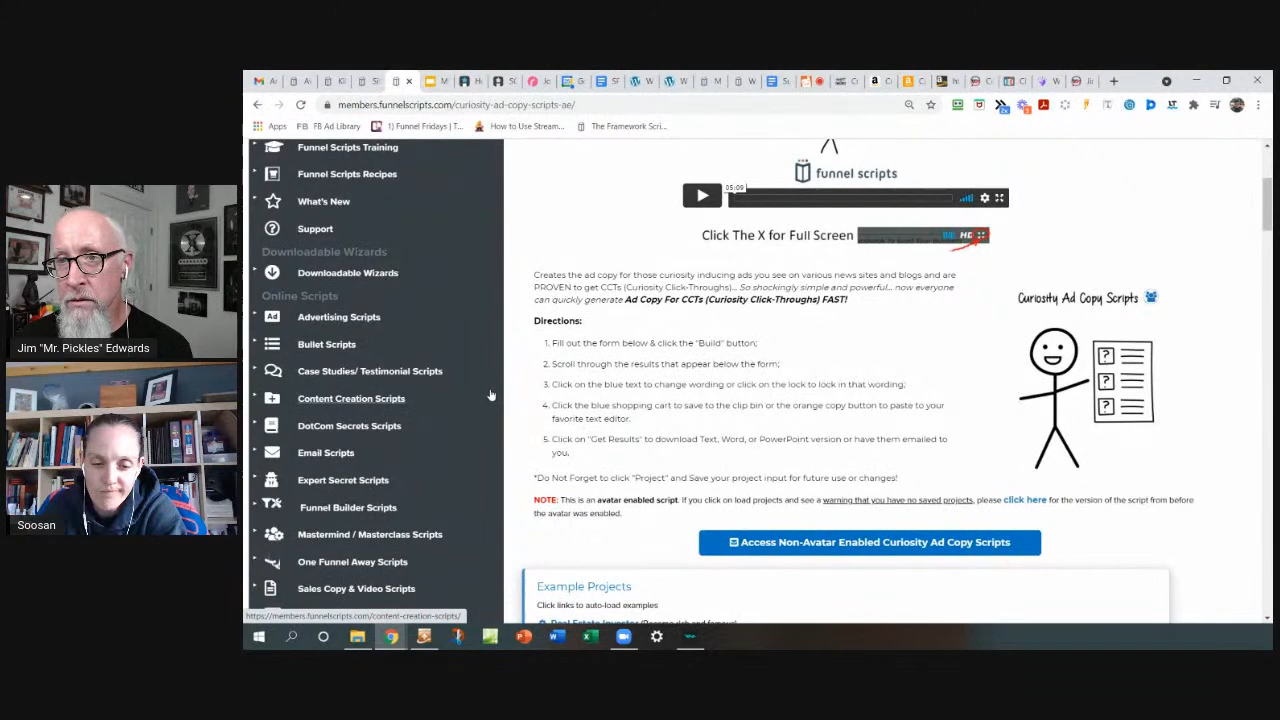 members.funnelscripts.com/curiosity-ad-copy-scripts-ae/
Apps
FB Ad Library
1) Funnel Fridays | T...
How to Use Stream...
The Framework Scri...
Funnel Scripts Training
Funnel Scripts Recipes
What's New
Support
Downloadable Wizards
Downloadable Wizards
Online Scripts
Advertising Scripts
Bullet Scripts
Case Studies/ Testimonial Scripts
Content Creation Scripts
DotCom Secrets Scripts
Email Scripts
Expert Secret Scripts
Funnel Builder Scripts
Mastermind / Masterclass Scripts
One Funnel Away Scripts
Sales Copy & Video Scripts
https://members.funnelscripts.com/content-creation-scripts/
funnel scripts
05:09
Click The X for Full Screen
HD
Creates the ad copy for those curiosity inducing ads you see on various news sites and blogs and are
PROVEN to get CCTs (Curiosity Click-Throughs)... So shockingly simple and powerful... now everyone
can quickly generate Ad Copy For CCTs (Curiosity Click-Throughs) FAST!
Directions:
1. Fill out the form below & click the "Build" button;
2. Scroll through the results that appear below the form;
3. Click on the blue text to change wording or click on the lock to lock in that wording;
4. Click the blue shopping cart to save to the clip bin or the orange copy button to paste to your
favorite text editor.
5. Click on "Get Results" to download Text, Word, or PowerPoint version or have them emailed to
you.
*Do Not Forget to click "Project" and Save your project input for future use or changes!
NOTE: This is an avatar enabled script. If you click on load projects and see a warning that you have no saved projects, please click here for the version of the script from before
the avatar was enabled.
Access Non-Avatar Enabled Curiosity Ad Copy Scripts
Example Projects
Click links to auto-load examples
Real Estate Investor (Become rich and famous)
Curiosity Ad Copy Scripts
Jim "Mr. Pickles" Edwards
Soosan